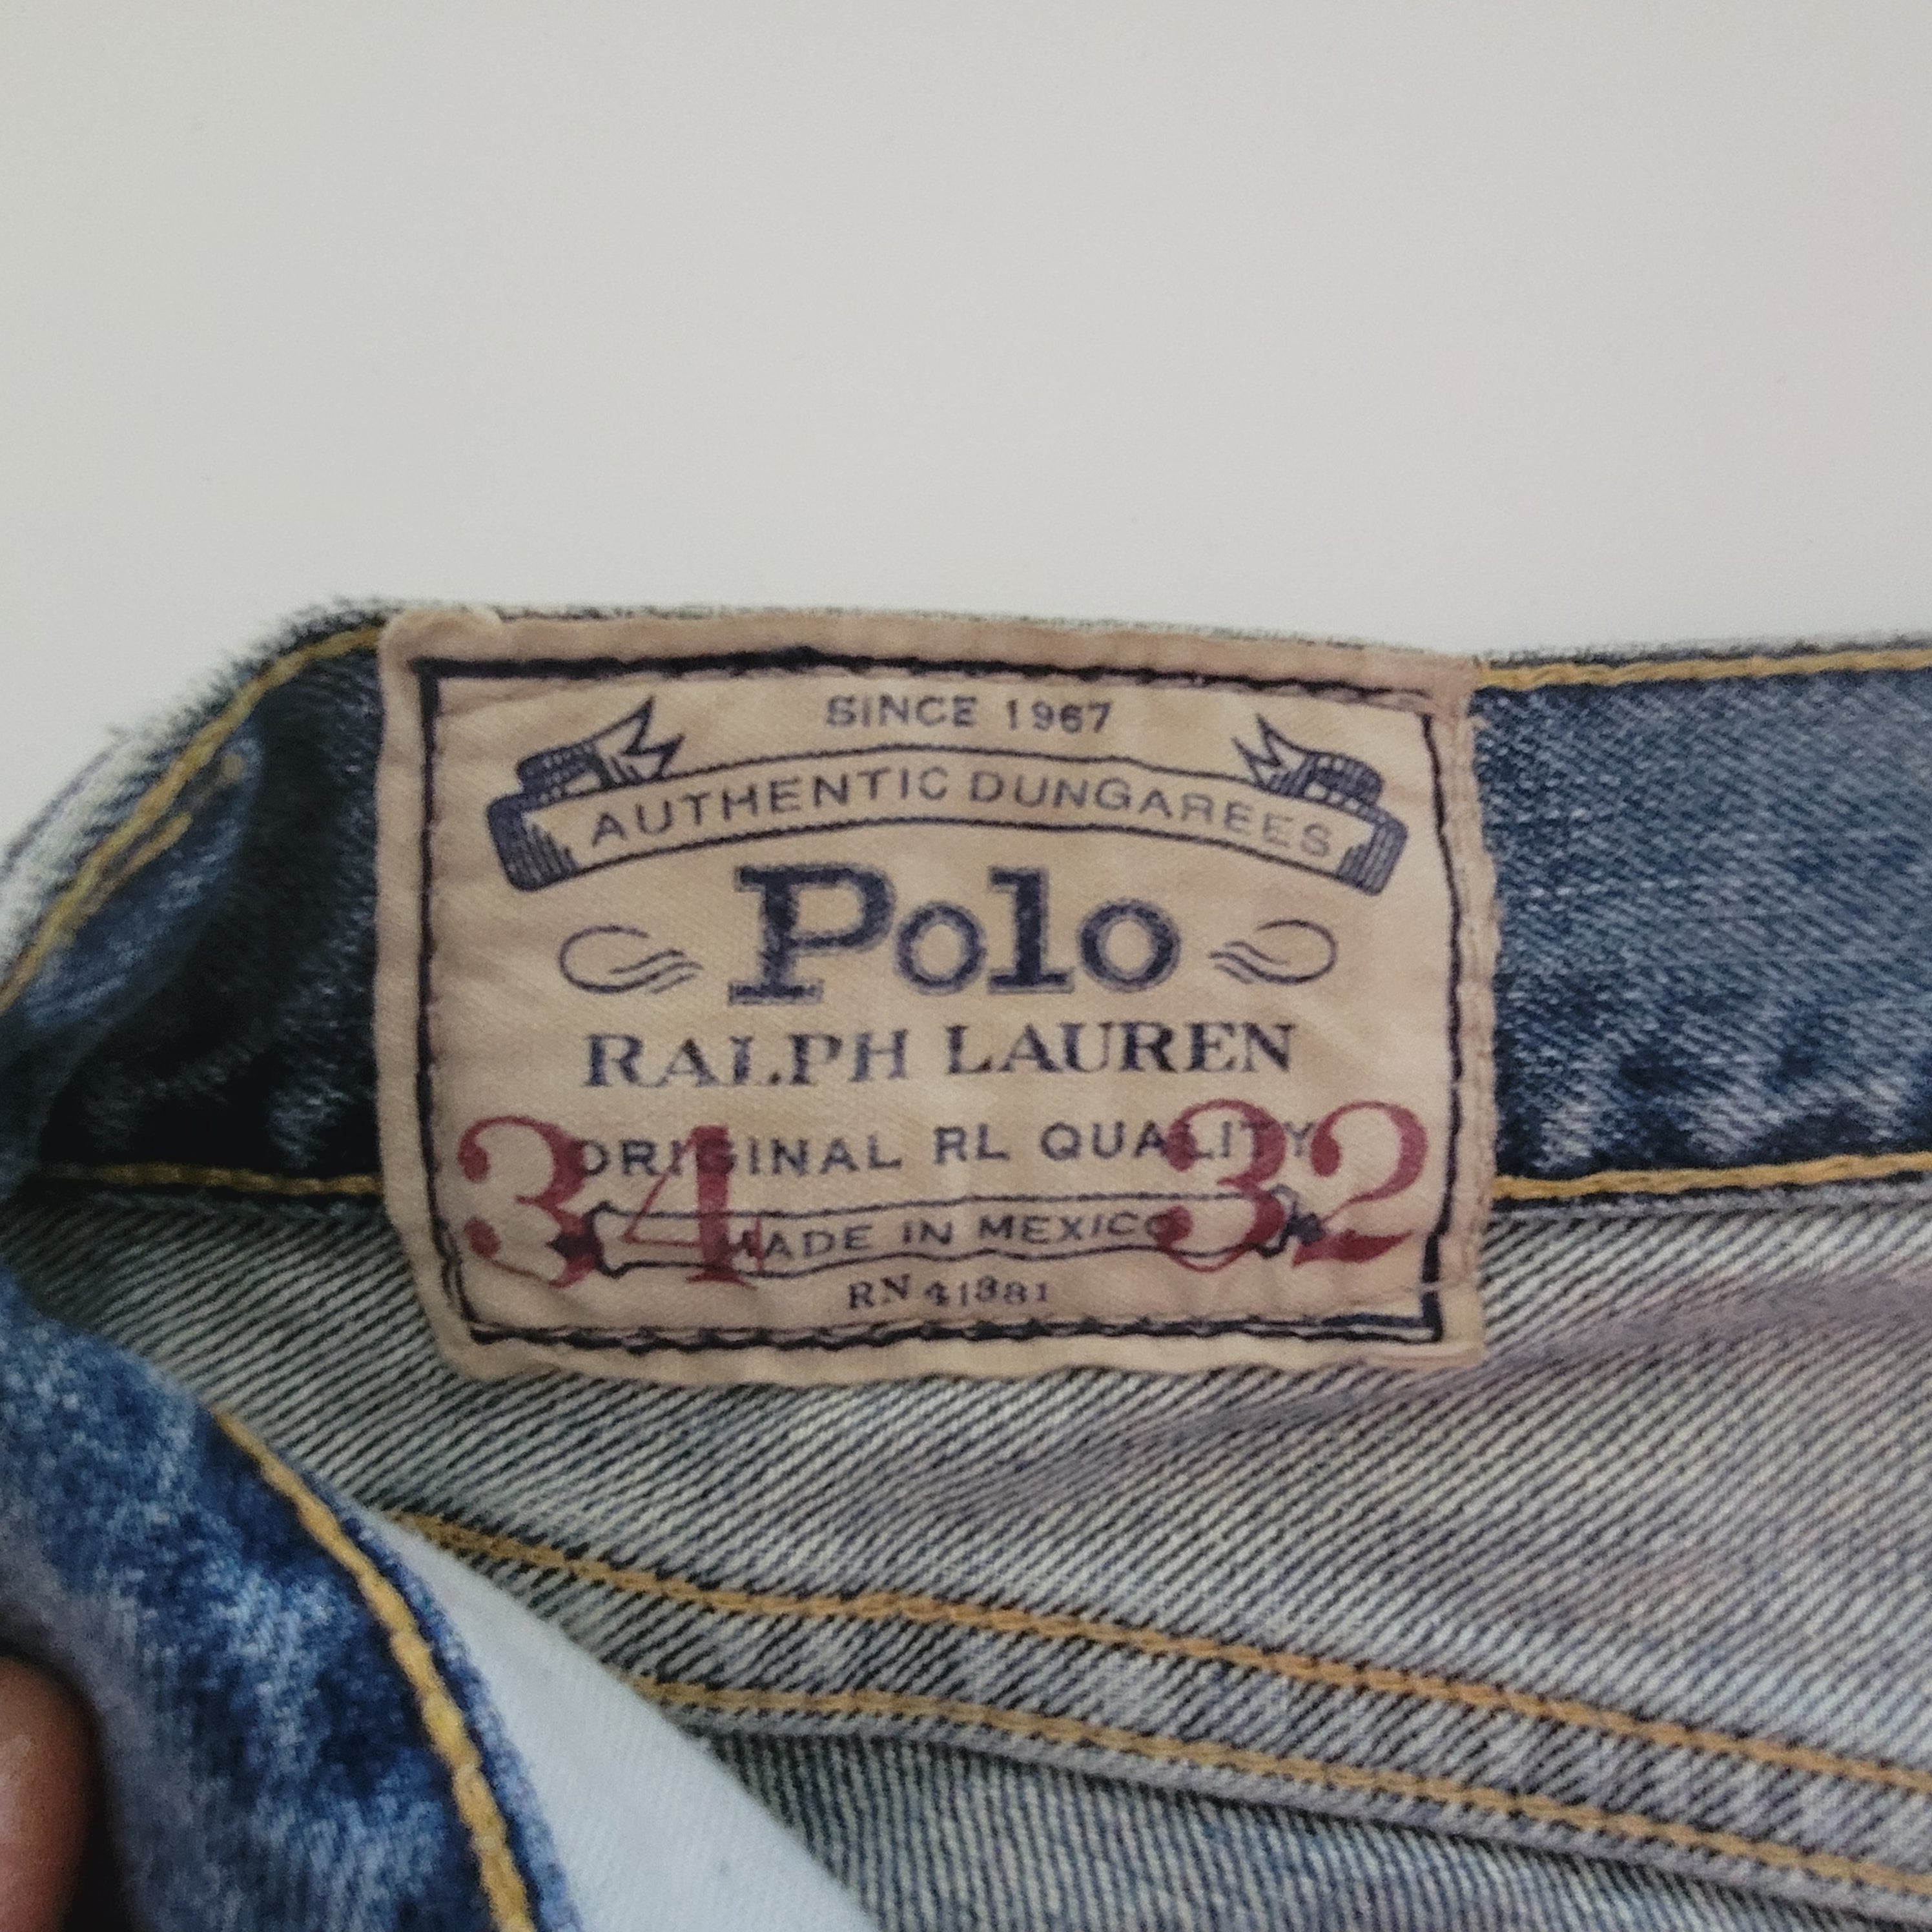 SINCE 1967
AUTHENTIC DUNGAREES
Polo
RALPH LAUREN
ORIGINAL RL QUALITY
34 32
MADE IN MEXICO
RN 41381